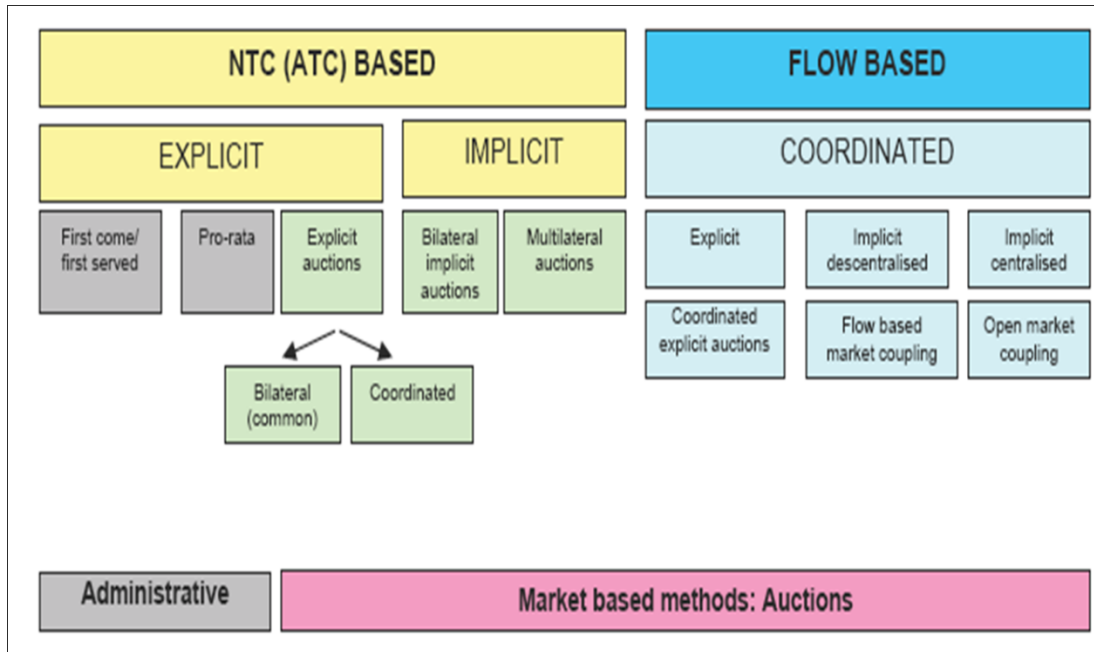 NTC (ATC) BASED
FLOW BASED
EXPLICIT
IMPLICIT
COORDINATED
First come/
first served
Pro-rata
Explicit
auctions
Bilateral
implicit
auctions
Multilateral
auctions
Explicit
Implicit
descentralised
Implicit
centralised
Coordinated
explicit auctions
Flow based
market coupling
Open market
coupling
Bilateral
(common)
Coordinated
Administrative
Market based methods: Auctions